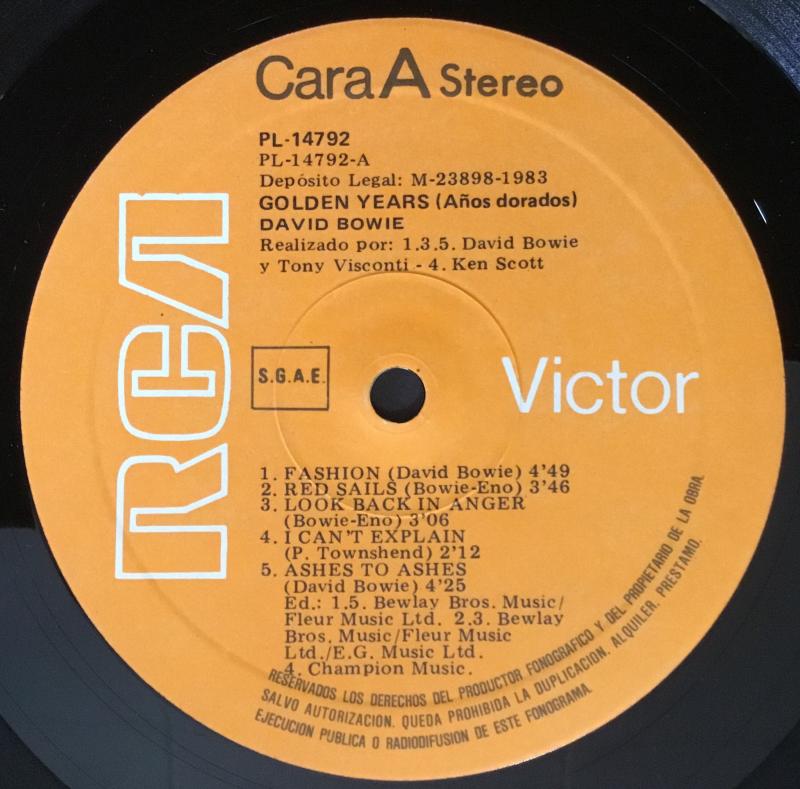 Cara A Stereo
PL-14792
PL-14792-A
Depósito Legal: M-23898-1983
GOLDEN YEARS (Años dorados)
DAVID BOWIE
Realizado por: 1.3.5. David Bowie
y Tony Visconti - 4. Ken Scott
RCA
S.G.A.E.
Victor
1. FASHION (David Bowie) 4'49
2. RED SAILS (Bowie-Eno) 3'46
3. LOOK BACK IN ANGER
(Bowie-Eno) 3'06
4. I CAN'T EXPLAIN
(P. Townshend) 2'12
5. ASHES TO ASHES
(David Bowie) 4'25
Ed.: 1.5. Bewlay Bros. Music/
Fleur Music Ltd. 2.3. Bewlay
Bros. Music/Fleur Music
Ltd./E.G. Music Ltd.
4. Champion Music.
RESERVADOS LOS DERECHOS DEL PRODUCTOR FONOGRAFICO Y DEL PROPIETARIO DE LA OBRA.
SALVO AUTORIZACION. QUEDA PROHIBIDA LA DUPLICACION. ALQUILER. PRESTAMO.
EJECUCION PUBLICA O RADIODIFUSION DE ESTE FONOGRAMA.